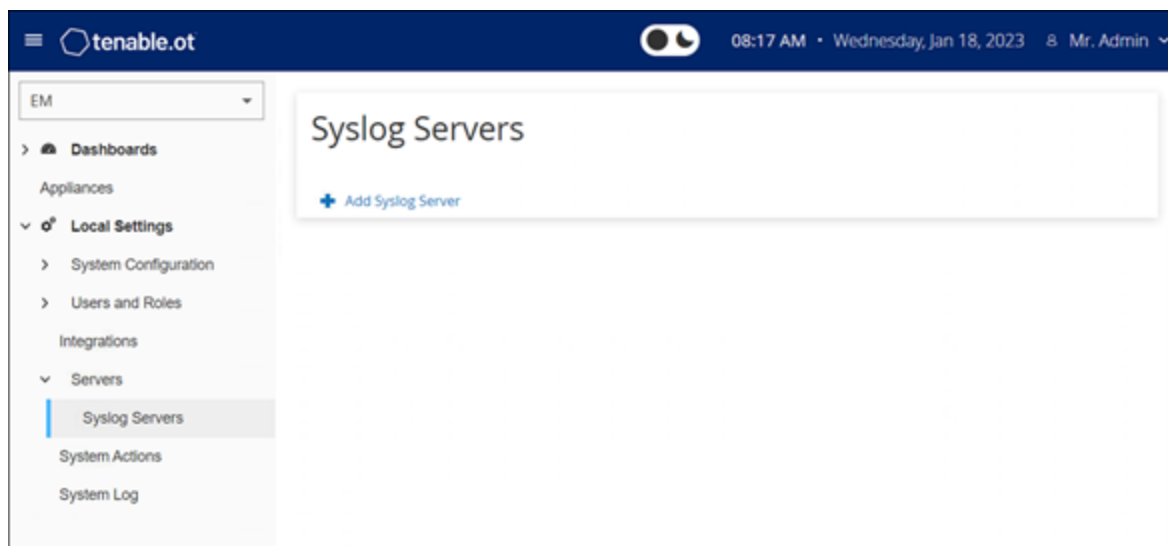 tenable.ot
08:17 AM • Wednesday, Jan 18, 2023 Mr. Admin
EM
Dashboards
Appliances
Local Settings
System Configuration
Users and Roles
Integrations
Servers
Syslog Servers
System Actions
System Log
Syslog Servers
Add Syslog Server